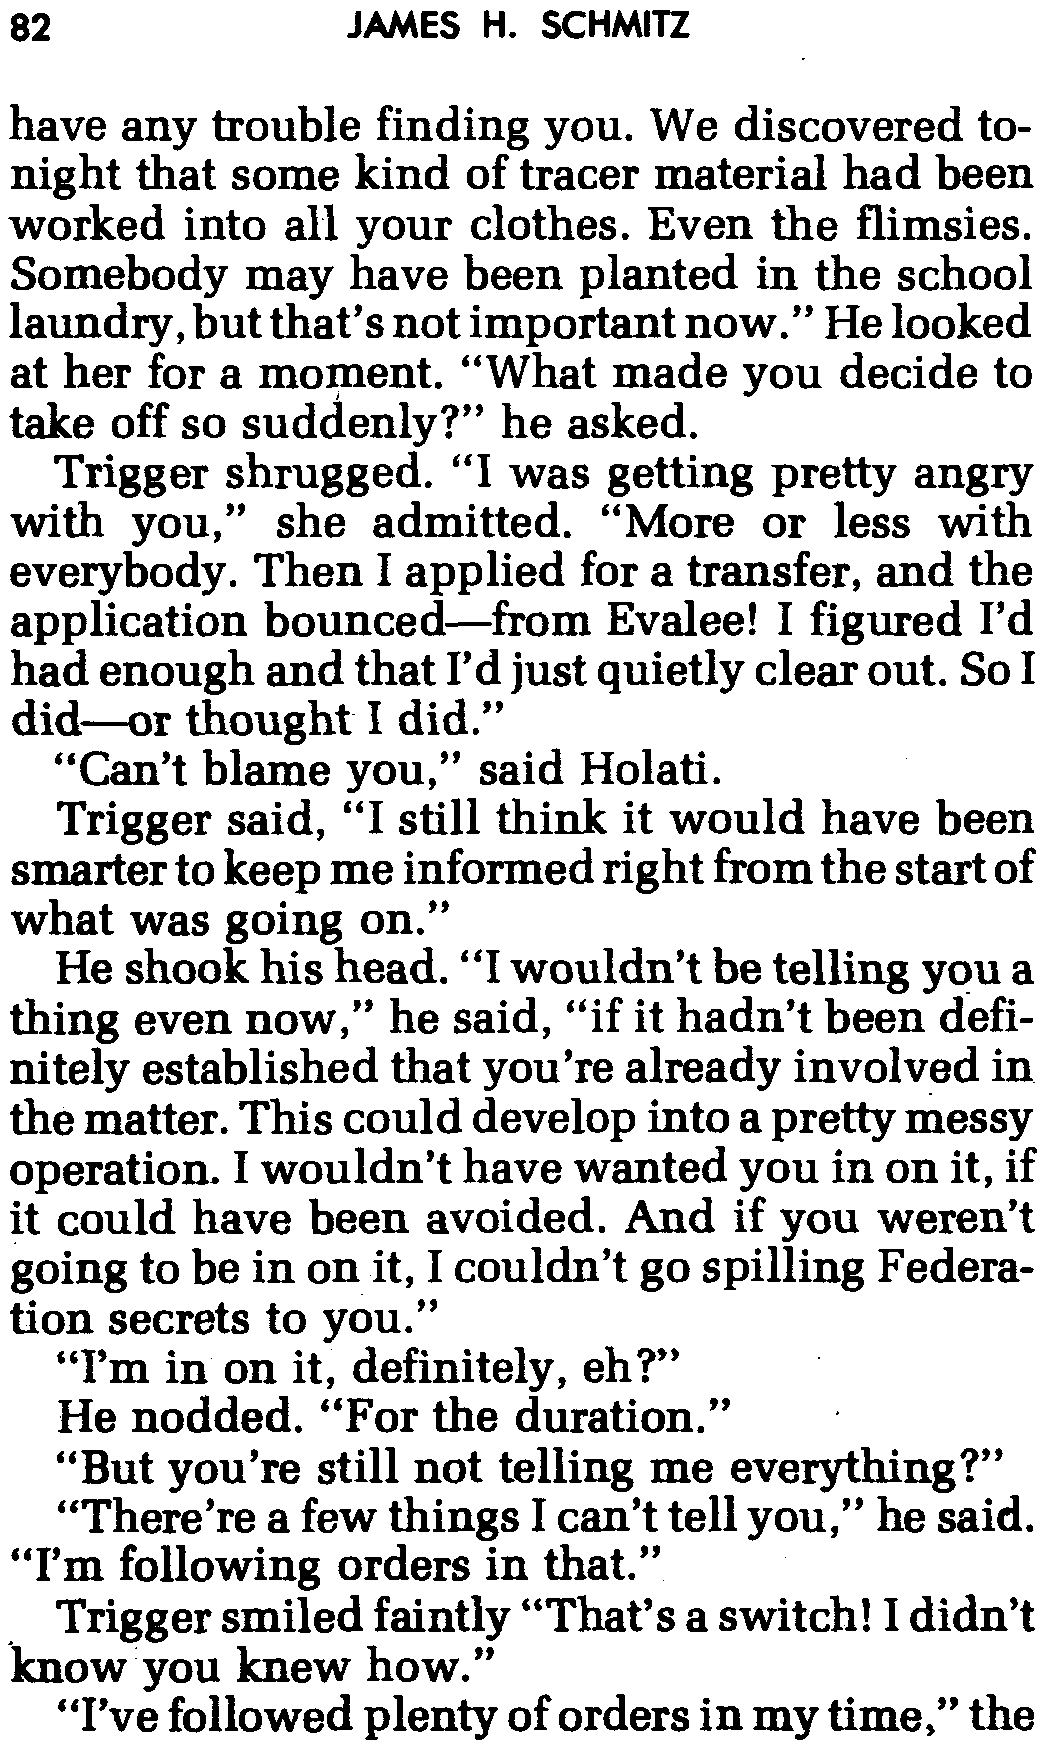 82 JAMES H. SCHMITZ
have any trouble finding you. We discovered to-
night that some kind of tracer material had been
worked into all your clothes. Even the flimsies.
Somebody may have been planted in the school
laundry, but that's not important now." He looked
at her for a moment. "What made you decide to
take off so suddenly?" he asked.
Trigger shrugged. "I was getting pretty angry
with you," she admitted. "More or less with
everybody. Then I applied for a transfer, and the
application bounced—from Evalee! I figured I'd
had enough and that I'd just quietly clear out. So I
did—or thought I did."
"Can't blame you," said Holati.
Trigger said, "I still think it would have been
smarter to keep me informed right from the start of
what was going on."
He shook his head. "I wouldn't be telling you a
thing even now," he said, "if it hadn't been defi-
nitely established that you're already involved in
the matter. This could develop into a pretty messy
operation. I wouldn't have wanted you in on it, if
it could have been avoided. And if you weren't
going to be in on it, I couldn't go spilling Federa-
tion secrets to you."
"I'm in on it, definitely, eh?"
He nodded. "For the duration."
"But you're still not telling me everything?"
"There're a few things I can't tell you," he said.
"I'm following orders in that."
Trigger smiled faintly "That's a switch! I didn't
know you knew how."
"I've followed plenty of orders in my time," the